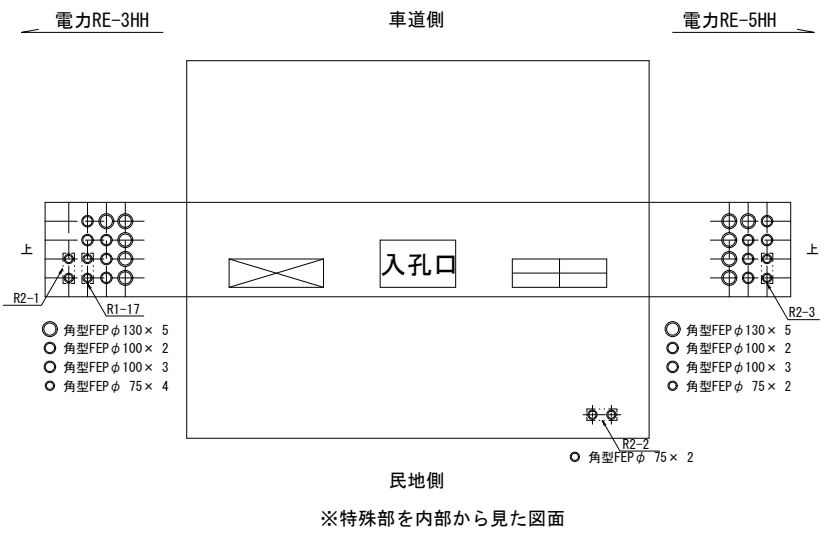 電力RE-3HH
車道側
電力RE-5HH
上
入孔口
上
R2-1
R1-17
R2-3
角型FEPφ130× 5
角型FEPφ100× 2
角型FEPφ100× 3
角型FEPφ 75× 4
角型FEPφ130× 5
角型FEPφ100× 2
角型FEPφ100× 3
角型FEPφ 75× 2
R2-2
角型FEPφ 75× 2
民地側
※特殊部を内部から見た図面